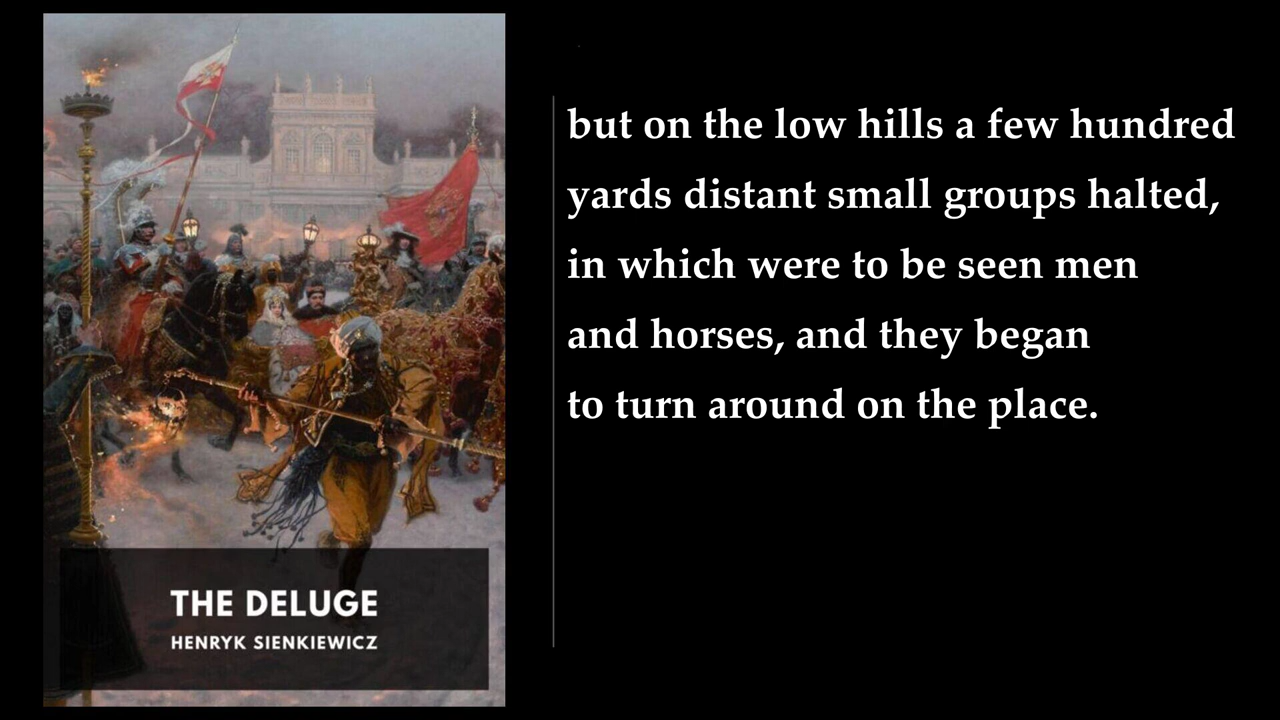 THE DELUGE
HENRYK SIENKIEWICZ
but on the low hills a few hundred
yards distant small groups halted,
in which were to be seen men
and horses, and they began
to turn around on the place.